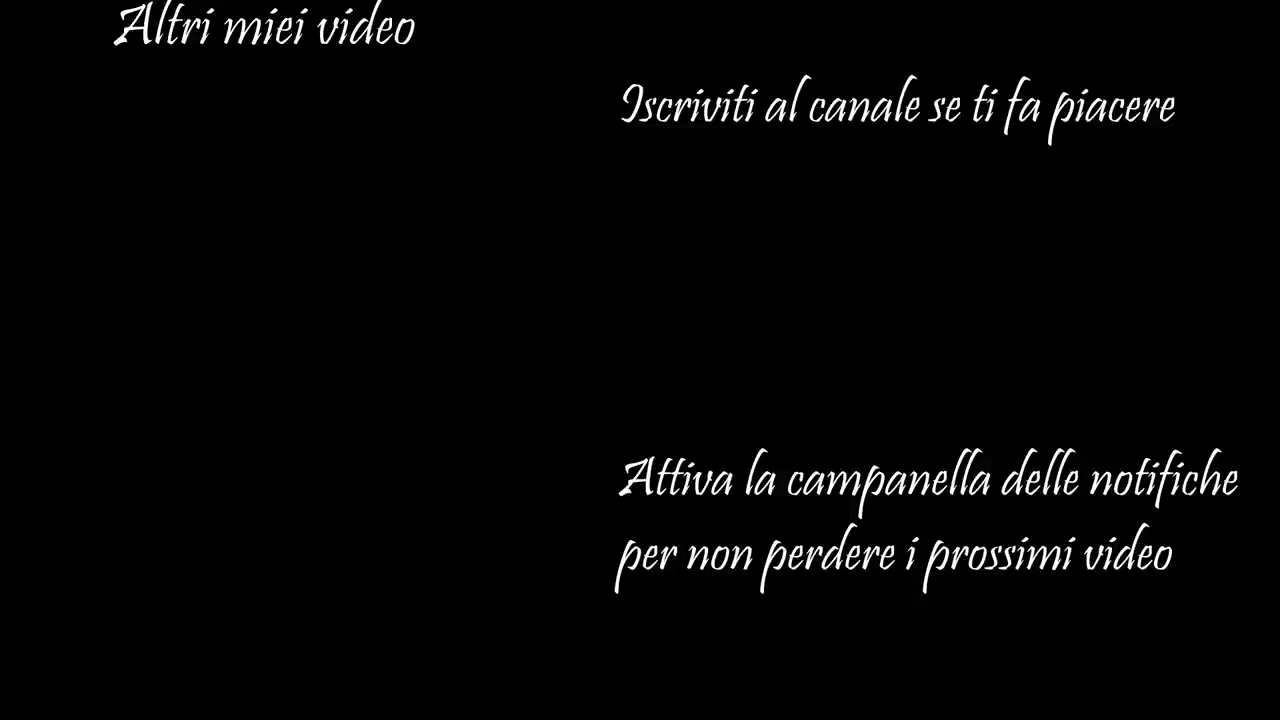 Altri miei video
Iscriviti al canale se ti fa piacere
Attiva la campanella delle notifiche
per non perdere i prossimi video